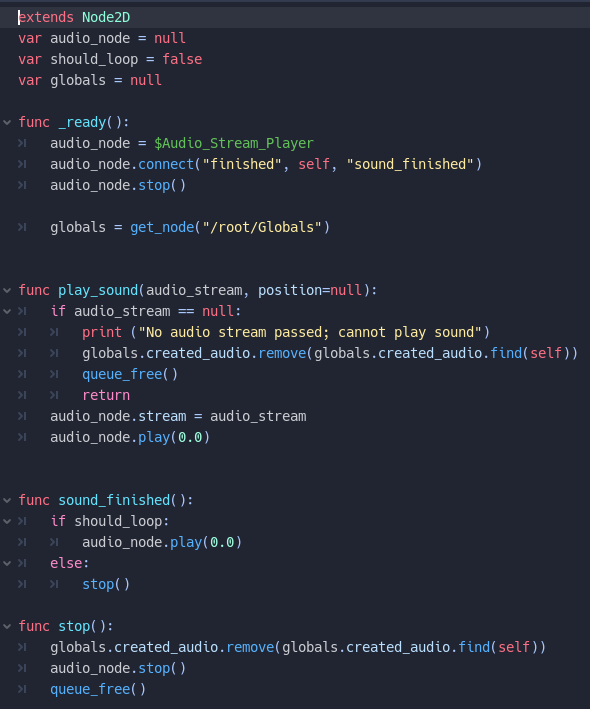 extends Node2D
var audio_node = null
var should_loop = false
var globals = null
func _ready():
audio_node = $Audio_Stream_Player
audio_node.connect("finished", self, "sound_finished")
audio_node.stop()
globals = get_node("/root/Globals")
func play_sound(audio_stream, position=null):
if audio_stream == null:
print ("No audio stream passed; cannot play sound")
globals.created_audio.remove(globals.created_audio.find(self))
queue_free()
return
audio_node.stream = audio_stream
audio_node.play(0.0)
func sound_finished():
if should_loop:
audio_node.play(0.0)
else:
stop()
func stop():
globals.created_audio.remove(globals.created_audio.find(self))
audio_node.stop()
queue_free()